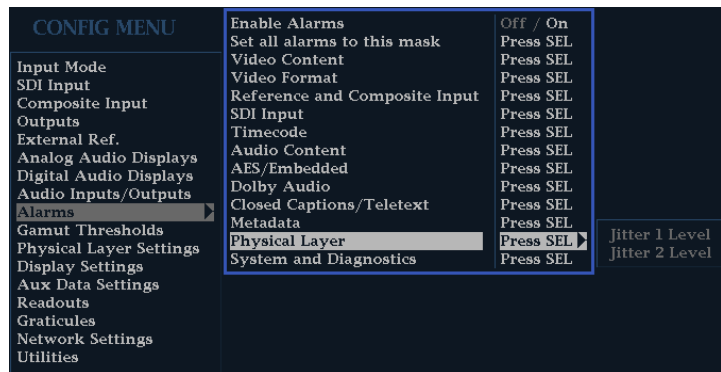 CONFIG MENU
Input Mode
SDI Input
Composite Input
Outputs
External Ref.
Analog Audio Displays
Digital Audio Displays
Audio Inputs/Outputs
Alarms
Gamut Thresholds
Physical Layer Settings
Display Settings
Aux Data Settings
Readouts
Graticules
Network Settings
Utilities
Enable Alarms Off / On
Set all alarms to this mask Press SEL
Video Content Press SEL
Video Format Press SEL
Reference and Composite Input Press SEL
SDI Input Press SEL
Timecode Press SEL
Audio Content Press SEL
AES/Embedded Press SEL
Dolby Audio Press SEL
Closed Captions/Teletext Press SEL
Metadata Press SEL
Physical Layer Press SEL
System and Diagnostics Press SEL
Jitter 1 Level
Jitter 2 Level